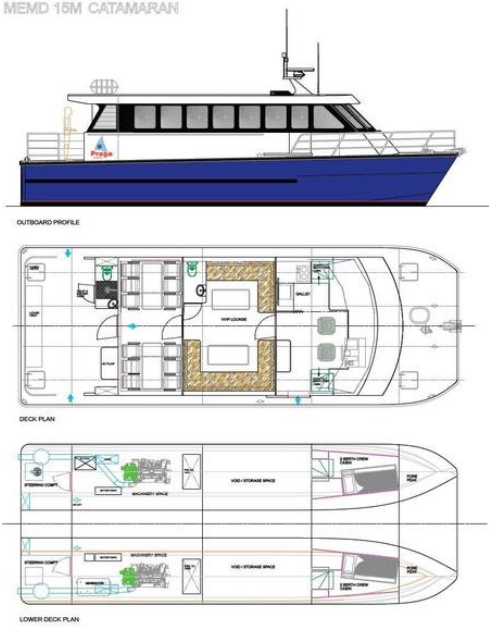 MEMD 15M CATAMARAN
Praga
OUTBOARD PROFILE
GALLEY
VVIP LOUNGE
DECK PLAN
STEERING COMPT.
MACHINERY SPACE
VOID / STORAGE SPACE
2 BERTH CREW
CABIN
FORE
PEAK
MACHINERY SPACE
STEERING COMPT.
GENERATOR
VOID / STORAGE SPACE
2 BERTH CREW
CABIN
FORE
PEAK
LOWER DECK PLAN